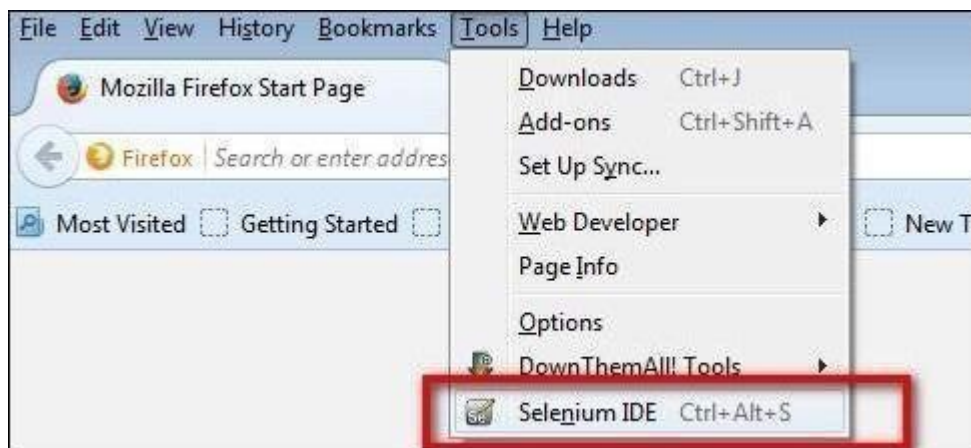 File Edit View History Bookmarks Tools Help
Mozilla Firefox Start Page
Firefox Search or enter addres
Most Visited Getting Started New T
Downloads Ctrl+J
Add-ons Ctrl+Shift+A
Set Up Sync...
Web Developer
Page Info
Options
DownThemAll! Tools
Selenium IDE Ctrl+Alt+S